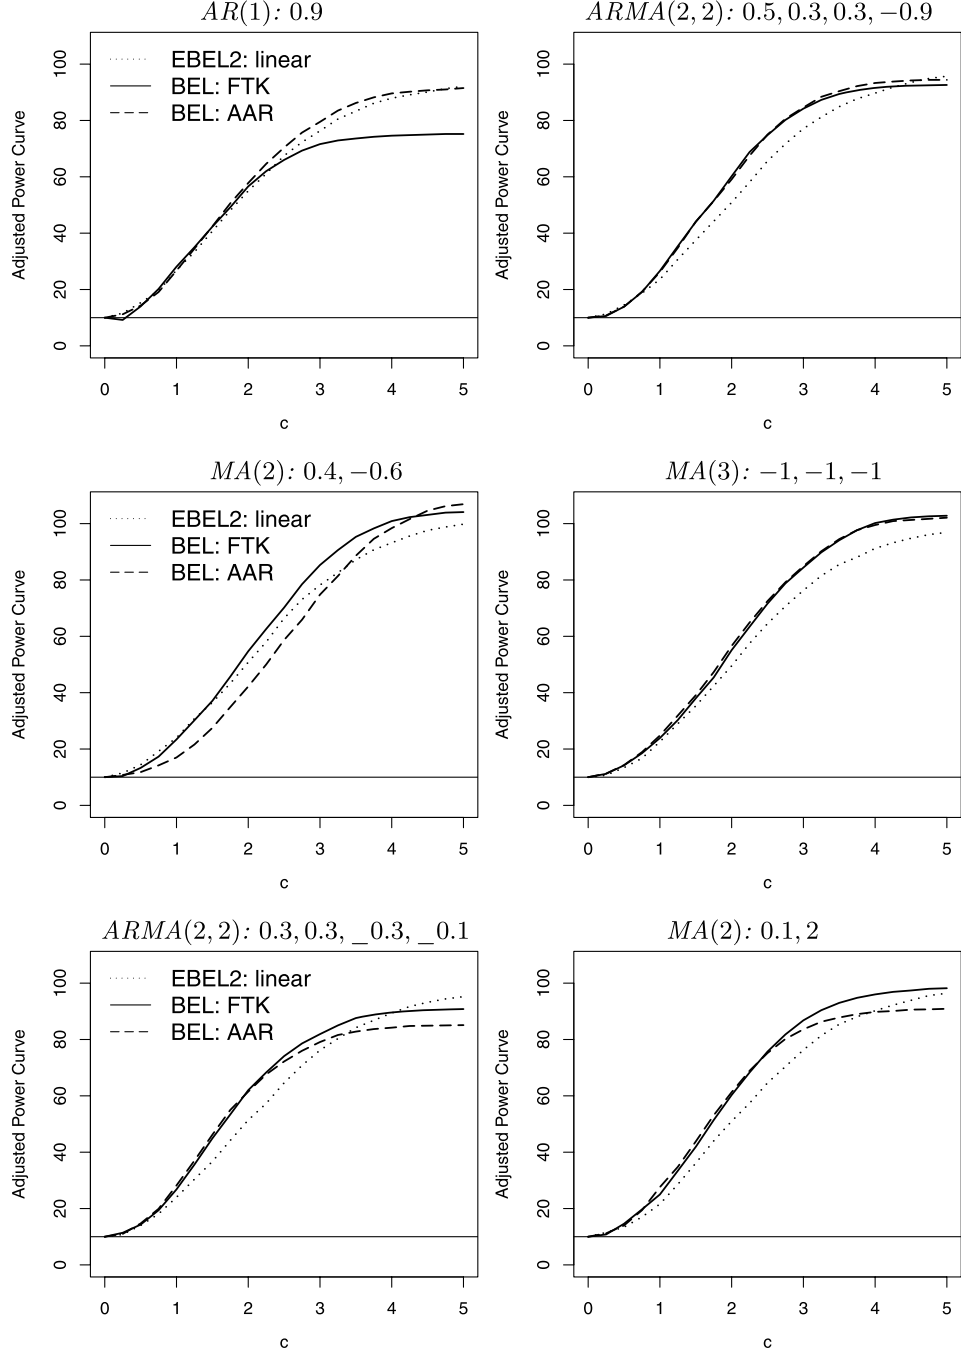 AR(1): 0.9
ARMA(2,2): 0.5,0.3,0.3,−0.9
EBEL2: linear
BEL: FTK
BEL: AAR
Adjusted Power Curve
0 20 40 60 80 100
0 1 2 3 4 5
c
Adjusted Power Curve
0 20 40 60 80 100
0 1 2 3 4 5
c
MA(2): 0.4,−0.6
MA(3): −1,−1,−1
EBEL2: linear
BEL: FTK
BEL: AAR
Adjusted Power Curve
0 20 40 60 80 100
0 1 2 3 4 5
c
Adjusted Power Curve
0 20 40 60 80 100
0 1 2 3 4 5
c
ARMA(2,2): 0.3,0.3,_0.3,_0.1
MA(2): 0.1,2
EBEL2: linear
BEL: FTK
BEL: AAR
Adjusted Power Curve
0 20 40 60 80 100
0 1 2 3 4 5
c
Adjusted Power Curve
0 20 40 60 80 100
0 1 2 3 4 5
c